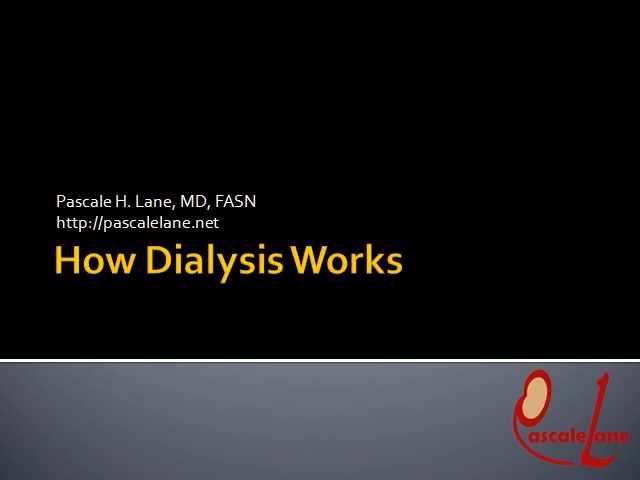 Pascale H. Lane, MD, FASN
http://pascalelane.net
How Dialysis Works
PascaleLane